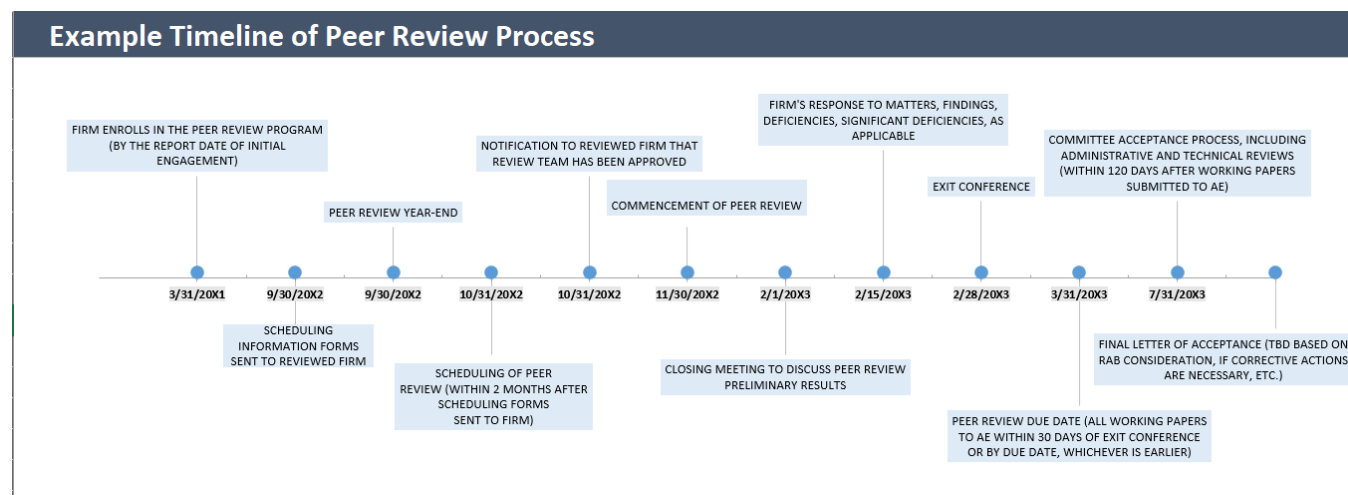 Example Timeline of Peer Review Process
FIRM ENROLLS IN THE PEER REVIEW PROGRAM
(BY THE REPORT DATE OF INITIAL
ENGAGEMENT)
PEER REVIEW YEAR-END
NOTIFICATION TO REVIEWED FIRM THAT
REVIEW TEAM HAS BEEN APPROVED
COMMENCEMENT OF PEER REVIEW
FIRM'S RESPONSE TO MATTERS, FINDINGS,
DEFICIENCIES, SIGNIFICANT DEFICIENCIES, AS
APPLICABLE
EXIT CONFERENCE
COMMITTEE ACCEPTANCE PROCESS, INCLUDING
ADMINISTRATIVE AND TECHNICAL REVIEWS
(WITHIN 120 DAYS AFTER WORKING PAPERS
SUBMITTED TO AE)
3/31/20X1 9/30/20X2 9/30/20X2 10/31/20X2 10/31/20X2 11/30/20X2 2/1/20X3 2/15/20X3 2/28/20X3 3/31/20X3 7/31/20X3
SCHEDULING
INFORMATION FORMS
SENT TO REVIEWED FIRM
SCHEDULING OF PEER
REVIEW (WITHIN 2 MONTHS AFTER
SCHEDULING FORMS
SENT TO FIRM)
CLOSING MEETING TO DISCUSS PEER REVIEW
PRELIMINARY RESULTS
PEER REVIEW DUE DATE (ALL WORKING PAPERS
TO AE WITHIN 30 DAYS OF EXIT CONFERENCE
OR BY DUE DATE, WHICHEVER IS EARLIER)
FINAL LETTER OF ACCEPTANCE (TBD BASED ON
RAB CONSIDERATION, IF CORRECTIVE ACTIONS
ARE NECESSARY, ETC.)